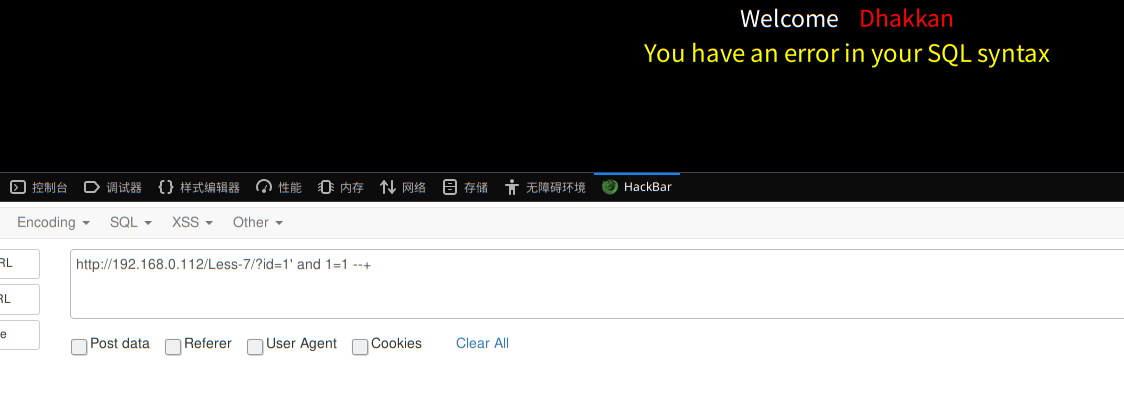 Welcome Dhakkan
You have an error in your SQL syntax
控制台 调试器 样式编辑器 性能 内存 网络 存储 无障碍环境 HackBar
Encoding SQL XSS Other
RL
http://192.168.0.112/Less-7/?id=1' and 1=1 --+
RL
e
Post data Referer User Agent Cookies Clear All